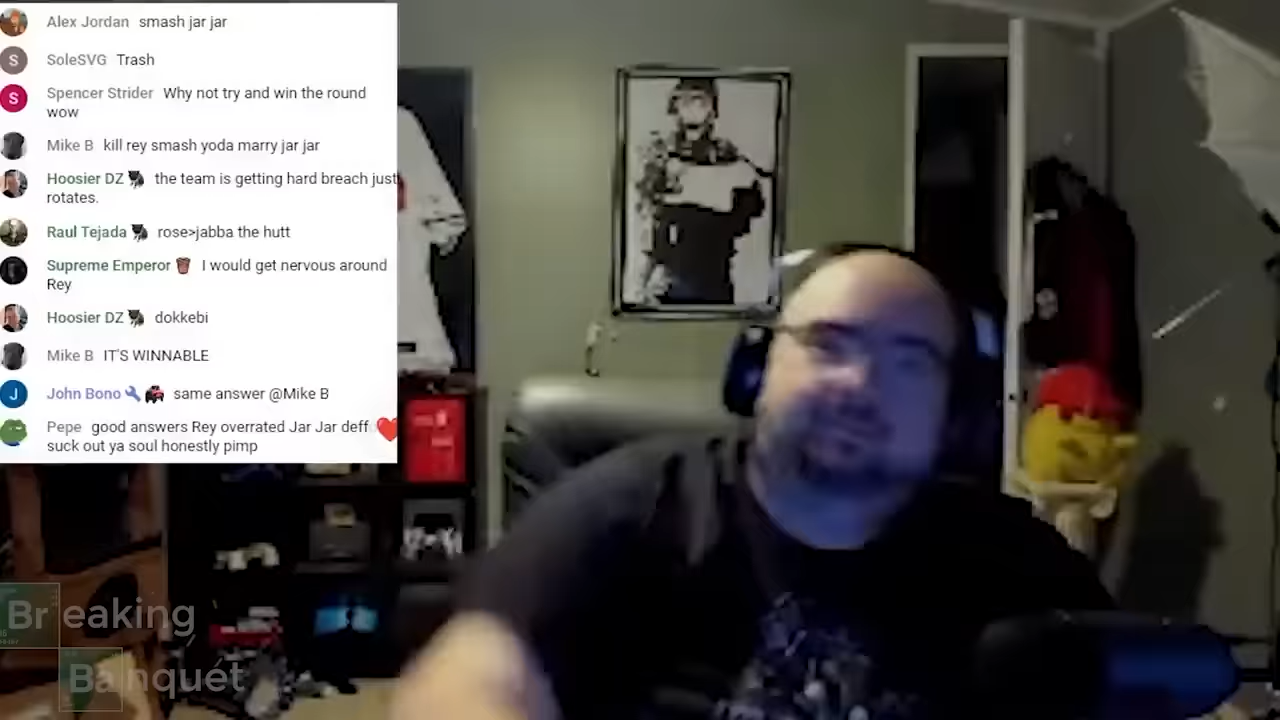 Alex Jordan smash jar jar
S SoleSVG Trash
S Spencer Strider Why not try and win the round
wow
Mike B kill rey smash yoda marry jar jar
Hoosier DZ the team is getting hard breach just
rotates.
Raul Tejada rose>jabba the hutt
Supreme Emperor I would get nervous around
Rey
Hoosier DZ dokkebi
Mike B IT'S WINNABLE
J John Bono same answer @Mike B
Pepe good answers Rey overrated Jar Jar deff
suck out ya soul honestly pimp
Breaking
Banquét